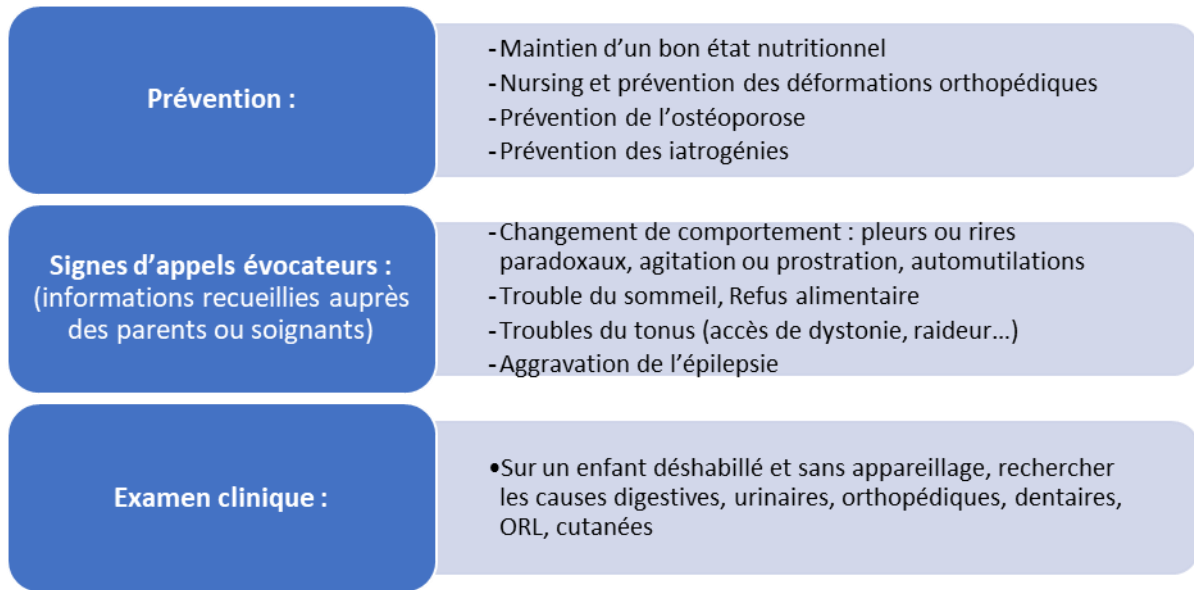 Prévention :
-Maintien d’un bon état nutritionnel
-Nursing et prévention des déformations orthopédiques
-Prévention de l’ostéoporose
-Prévention des iatrogénies
Signes d’appels évocateurs :
(informations recueillies auprès
des parents ou soignants)
-Changement de comportement : pleurs ou rires
paradoxaux, agitation ou prostration, automutilations
-Trouble du sommeil, Refus alimentaire
-Troubles du tonus (accès de dystonie, raideur...)
-Aggravation de l’épilepsie
Examen clinique :
•Sur un enfant déshabillé et sans appareillage, rechercher
les causes digestives, urinaires, orthopédiques, dentaires,
ORL, cutanées